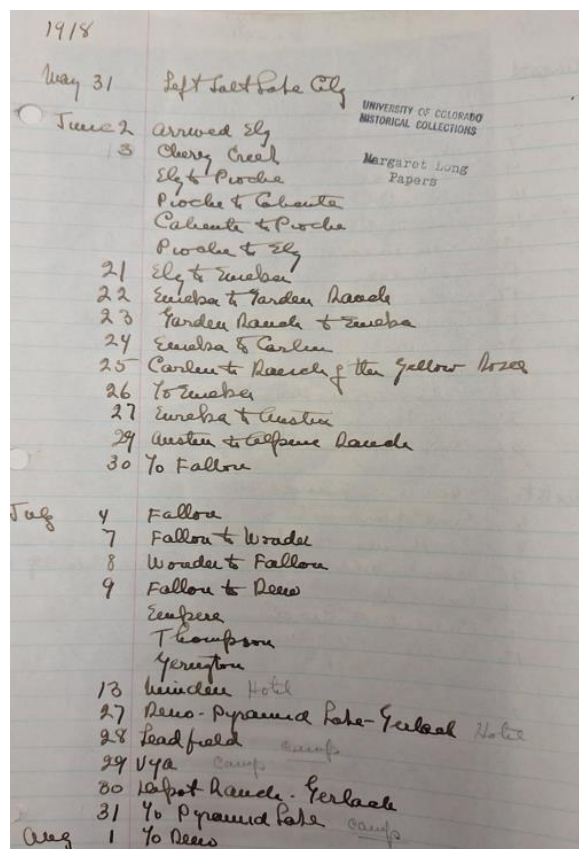 1918
May 31 Left Salt Lake City
UNIVERSITY OF COLORADO
HISTORICAL COLLECTIONS
Margaret Long
Papers
June 2 Arrived Ely
3 Cherry Creek
Ely to Pioche
Pioche to Caliente
Caliente to Pioche
Pioche to Ely
21 Ely to Eureka
22 Eureka to Garden Ranch
23 Garden Ranch to Eureka
24 Eureka to Carlin
25 Carlin to Ranch of the Yellow Roses
26 To Eureka
27 Eureka to Austin
29 Austin to Alpine Ranch
30 To Fallon
July 4 Fallon
7 Fallon to Wonder
8 Wonder to Fallon
9 Fallon to Reno
Empire
Thompson
Yerington
13 Minden Hotel
27 Reno - Pyramid Lake - Gerlach Hotel
28 Leadfield camp
29 Vya camp
30 Ranch - Gerlach
31 To Pyramid Lake camp
Aug 1 To Reno